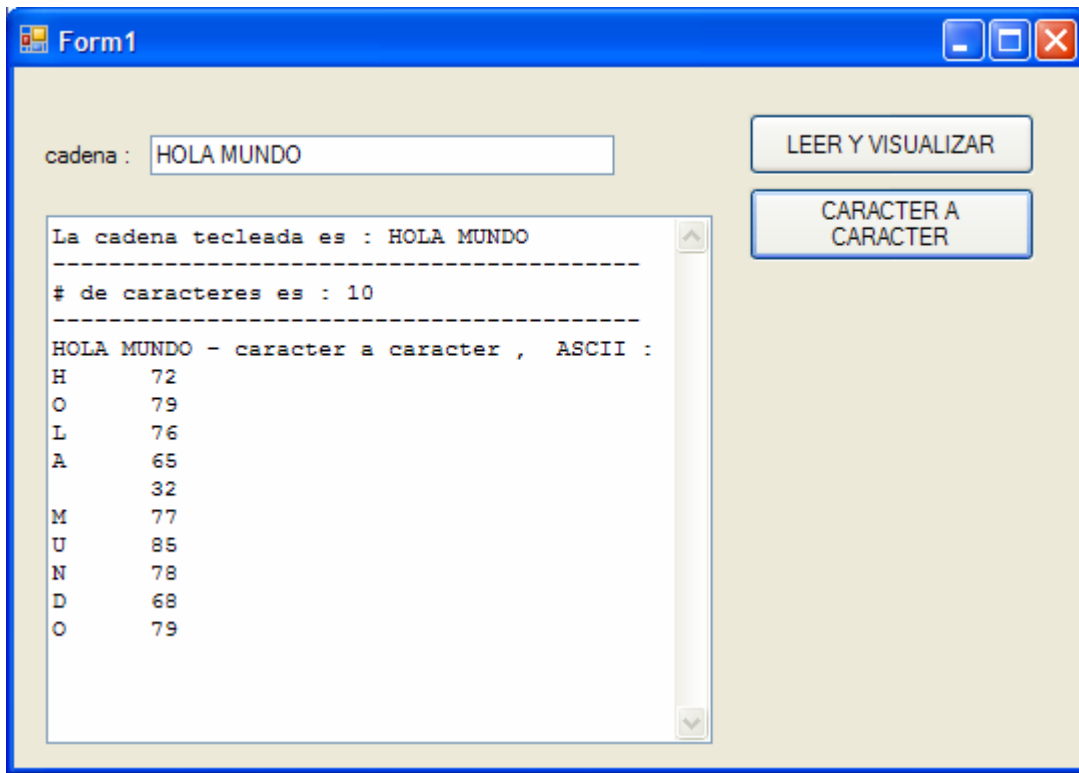 Form1
cadena : HOLA MUNDO
LEER Y VISUALIZAR
CARACTER A
CARACTER
La cadena tecleada es : HOLA MUNDO
------------------------------------------
# de caracteres es : 10
------------------------------------------
HOLA MUNDO - caracter a caracter ,  ASCII :
H      72
O      79
L      76
A      65
       32
M      77
U      85
N      78
D      68
O      79